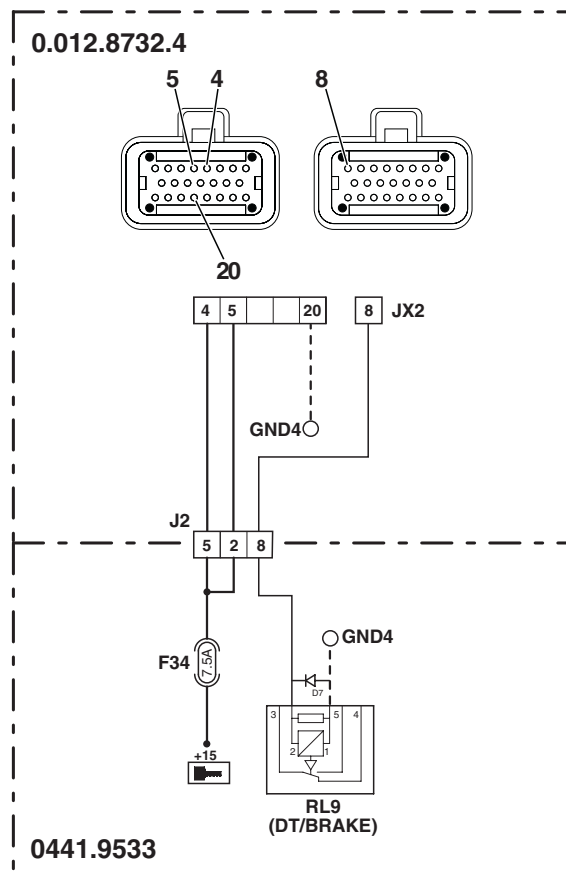 0.012.8732.4
5 4 8
20
4 5 20 8 JX2
GND4
J2
5 2 8
GND4
F34 7.5A
D7
3 5 4
2 1
+15
RL9
(DT/BRAKE)
0441.9533